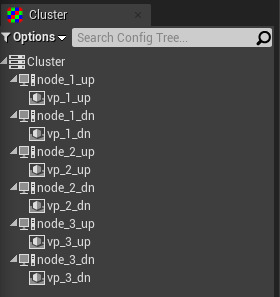 Cluster
Options Search Config Tree...
Cluster
node_1_up
vp_1_up
node_1_dn
vp_1_dn
node_2_up
vp_2_up
node_2_dn
vp_2_dn
node_3_up
vp_3_up
node_3_dn
vp_3_dn